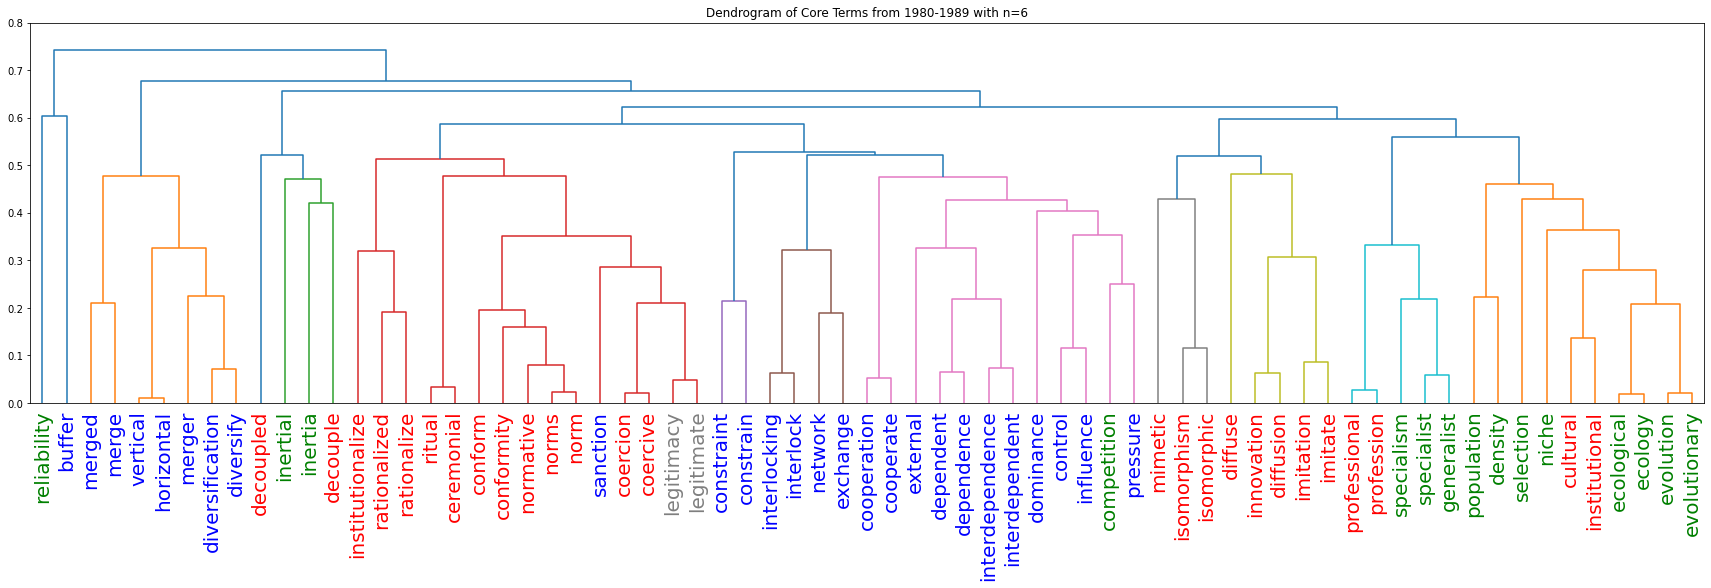 Dendrogram of Core Terms from 1980-1989 with n=6
0.8
0.7
0.6
0.5
0.4
0.3
0.2
0.1
0.0
reliability
buffer
merged
merge
vertical
horizontal
merger
diversification
diversify
decoupled
inertial
inertia
decouple
institutionalize
rationalized
rationalize
ritual
ceremonial
conform
conformity
normative
norms
norm
sanction
coercion
coercive
legitimacy
legitimate
constraint
constrain
interlocking
interlock
network
exchange
cooperation
cooperate
external
dependent
dependence
interdependence
interdependent
dominance
control
influence
competition
pressure
mimetic
isomorphism
isomorphic
diffuse
innovation
diffusion
imitation
imitate
professional
profession
specialism
specialist
generalist
population
density
selection
niche
cultural
institutional
ecological
ecology
evolution
evolutionary